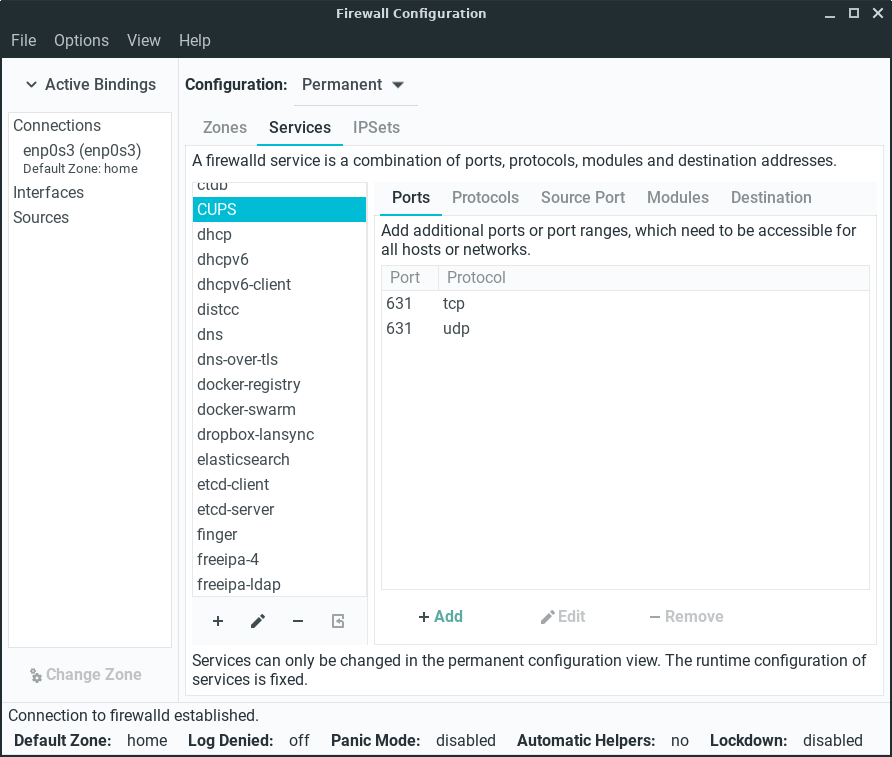 Firewall Configuration
File Options View Help
Active Bindings
Connections
enp0s3 (enp0s3)
Default Zone: home
Interfaces
Sources
Change Zone
Configuration: Permanent
Zones Services IPSets
A firewalld service is a combination of ports, protocols, modules and destination addresses.
ctdb
CUPS
dhcp
dhcpv6
dhcpv6-client
distcc
dns
dns-over-tls
docker-registry
docker-swarm
dropbox-lansync
elasticsearch
etcd-client
etcd-server
finger
freeipa-4
freeipa-ldap
Ports Protocols Source Port Modules Destination
Add additional ports or port ranges, which need to be accessible for
all hosts or networks.
Port Protocol
631 tcp
631 udp
Add Edit Remove
Services can only be changed in the permanent configuration view. The runtime configuration of
services is fixed.
Connection to firewalld established.
Default Zone: home Log Denied: off Panic Mode: disabled Automatic Helpers: no Lockdown: disabled